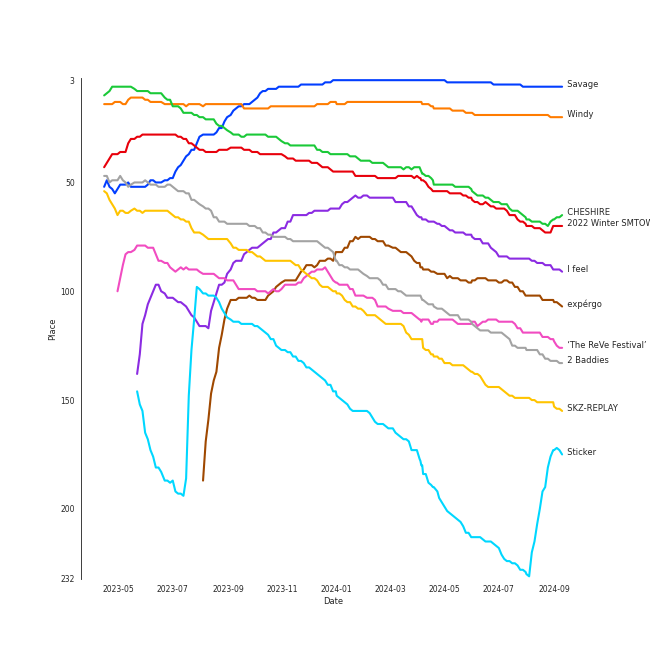 3
50
100
150
200
232
Place
2023-05 2023-07 2023-09 2023-11 2024-01 2024-03 2024-05 2024-07 2024-09
Date
Savage
Windy
CHESHIRE
2022 Winter SMTOW
I feel
expérgo
'The ReVe Festival'
2 Baddies
SKZ-REPLAY
Sticker